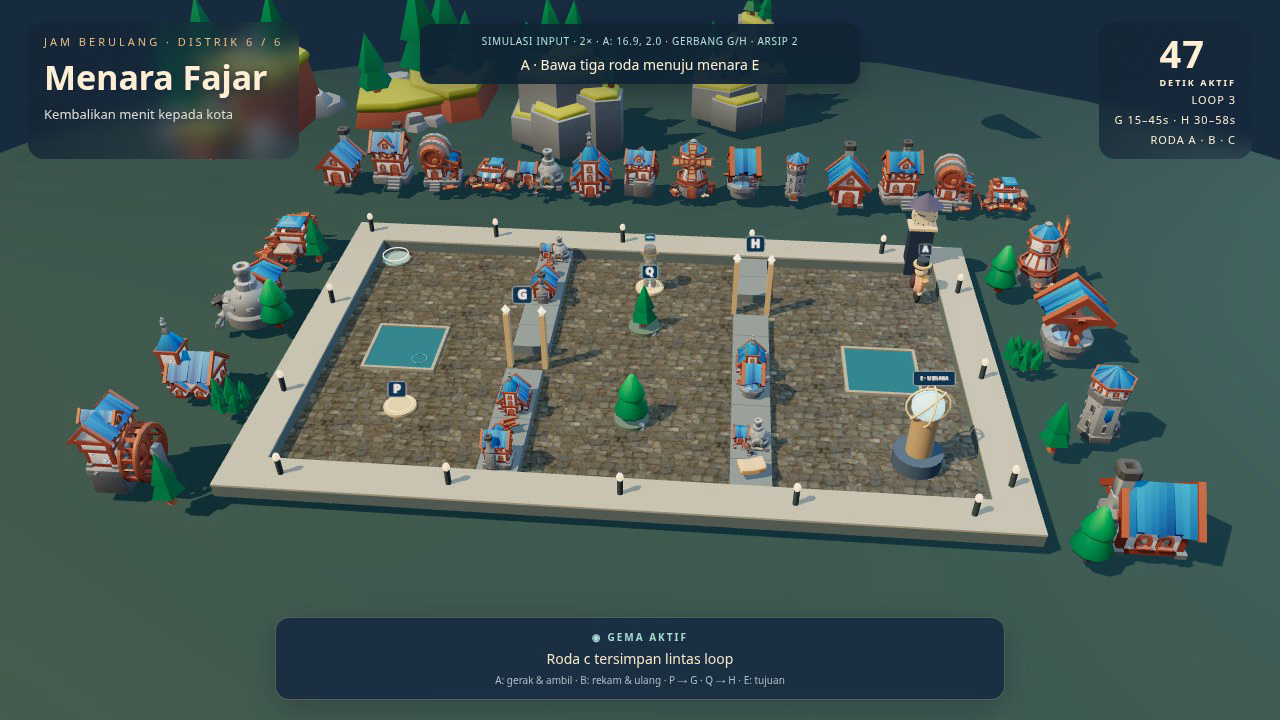 JAM BERULANG · DISTRIK 6 / 6
Menara Fajar
Kembalikan menit kepada kota
SIMULASI INPUT · 2× · A: 16.9, 2.0 · GERBANG G/H · ARSIP 2
A · Bawa tiga roda menuju menara E
47
DETIK AKTIF
LOOP 3
G 15–45s · H 30–58s
RODA A · B · C
H
A
Q
G
E · MENARA
P
◉ GEMA AKTIF
Roda c tersimpan lintas loop
A: gerak & ambil · B: rekam & ulang · P → G · Q → H · E: tujuan